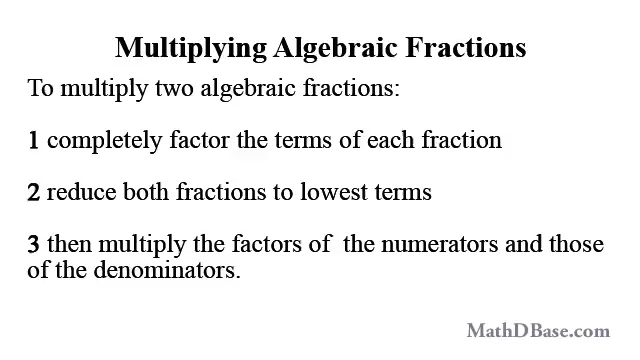 Multiplying Algebraic Fractions
To multiply two algebraic fractions:
1 completely factor the terms of each fraction
2 reduce both fractions to lowest terms
3 then multiply the factors of the numerators and those
of the denominators.
MathDBase.com